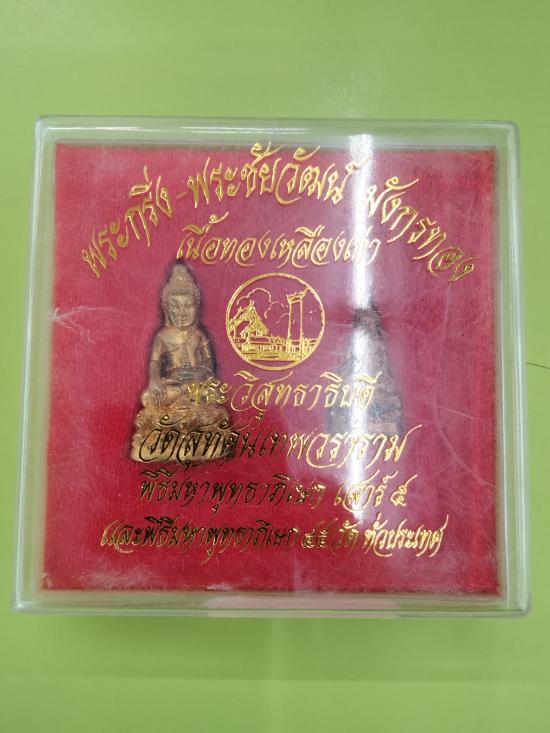 พระกริ่ง-พระชัยวัฒน์ มังกรทอง
เนื้อทองเหลืองเก่า
พระวิสุทธาธิบดี
วัดสุทัศนเทพวราราม
พิธีมหาพุทธาภิเษก เสาร์ ๕
และพิธีมหาพุทธาภิเษก ๔๕ วัด ทั่วประเทศ